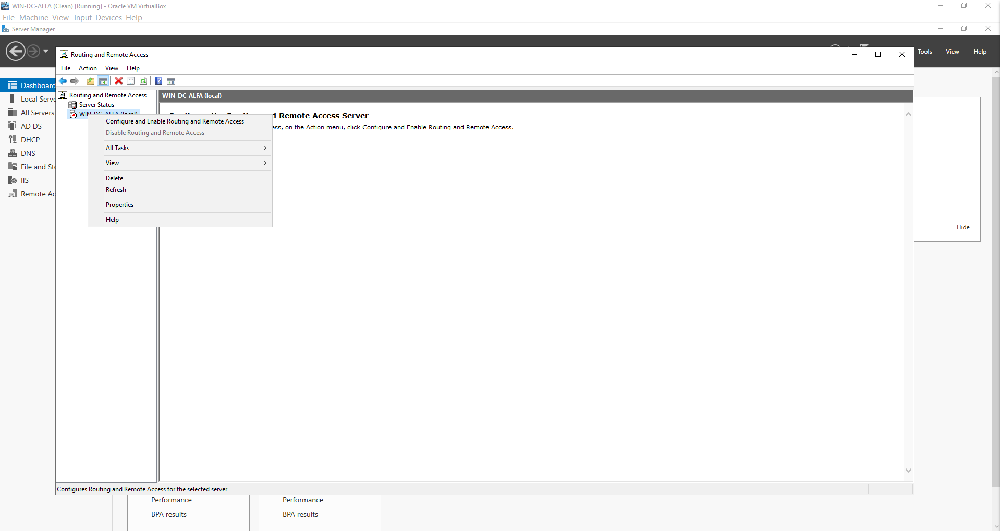 WIN-DC-ALFA (Clean) [Running] - Oracle VM VirtualBox
File Machine View Input Devices Help
Server Manager
Tools View Help
Routing and Remote Access
File Action View Help
Dashboard
Local Serve
All Servers
AD DS
DHCP
DNS
File and Sto
IIS
Remote Ac
Routing and Remote Access
Server Status
WIN-DC-ALFA (local)
WIN-DC-ALFA (local)
Remote Access Server
ess, on the Action menu, click Configure and Enable Routing and Remote Access.
Configure and Enable Routing and Remote Access
Disable Routing and Remote Access
All Tasks
View
Delete
Refresh
Properties
Help
Hide
Configures Routing and Remote Access for the selected server
Performance
BPA results
Performance
BPA results